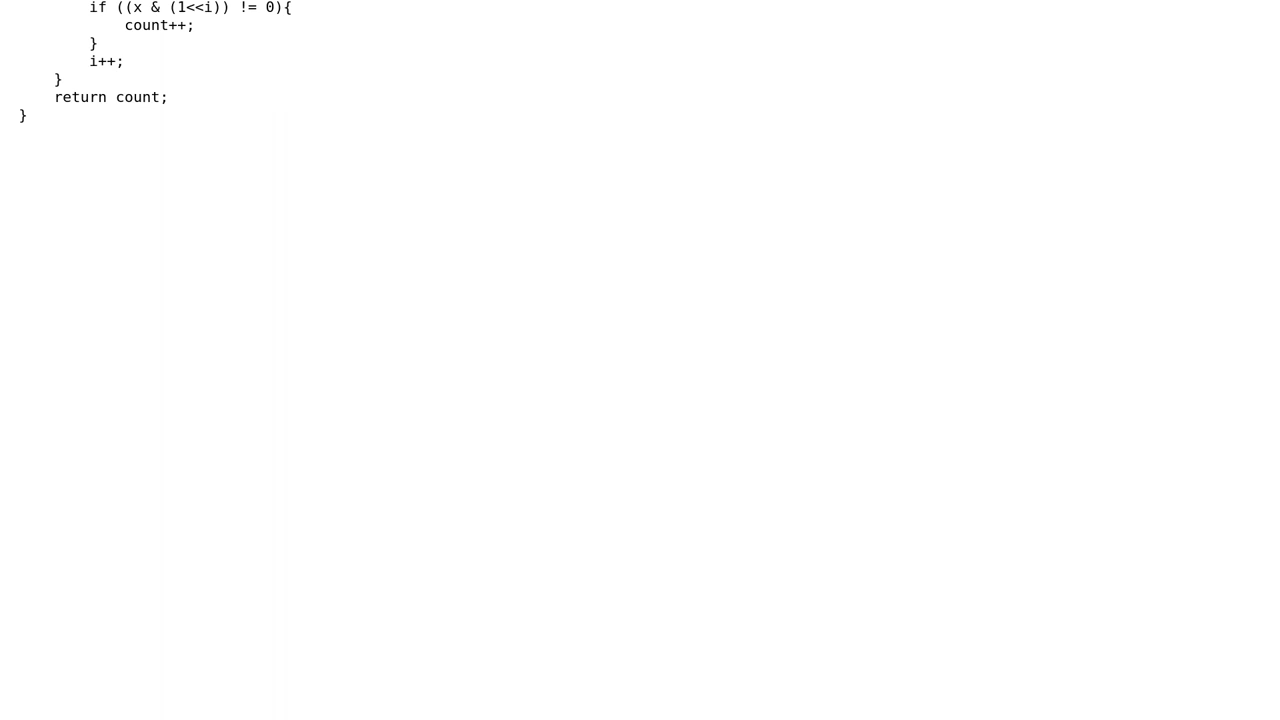 if ((x & (1<<i)) != 0){
            count++;
        }
        i++;
    }
    return count;
}